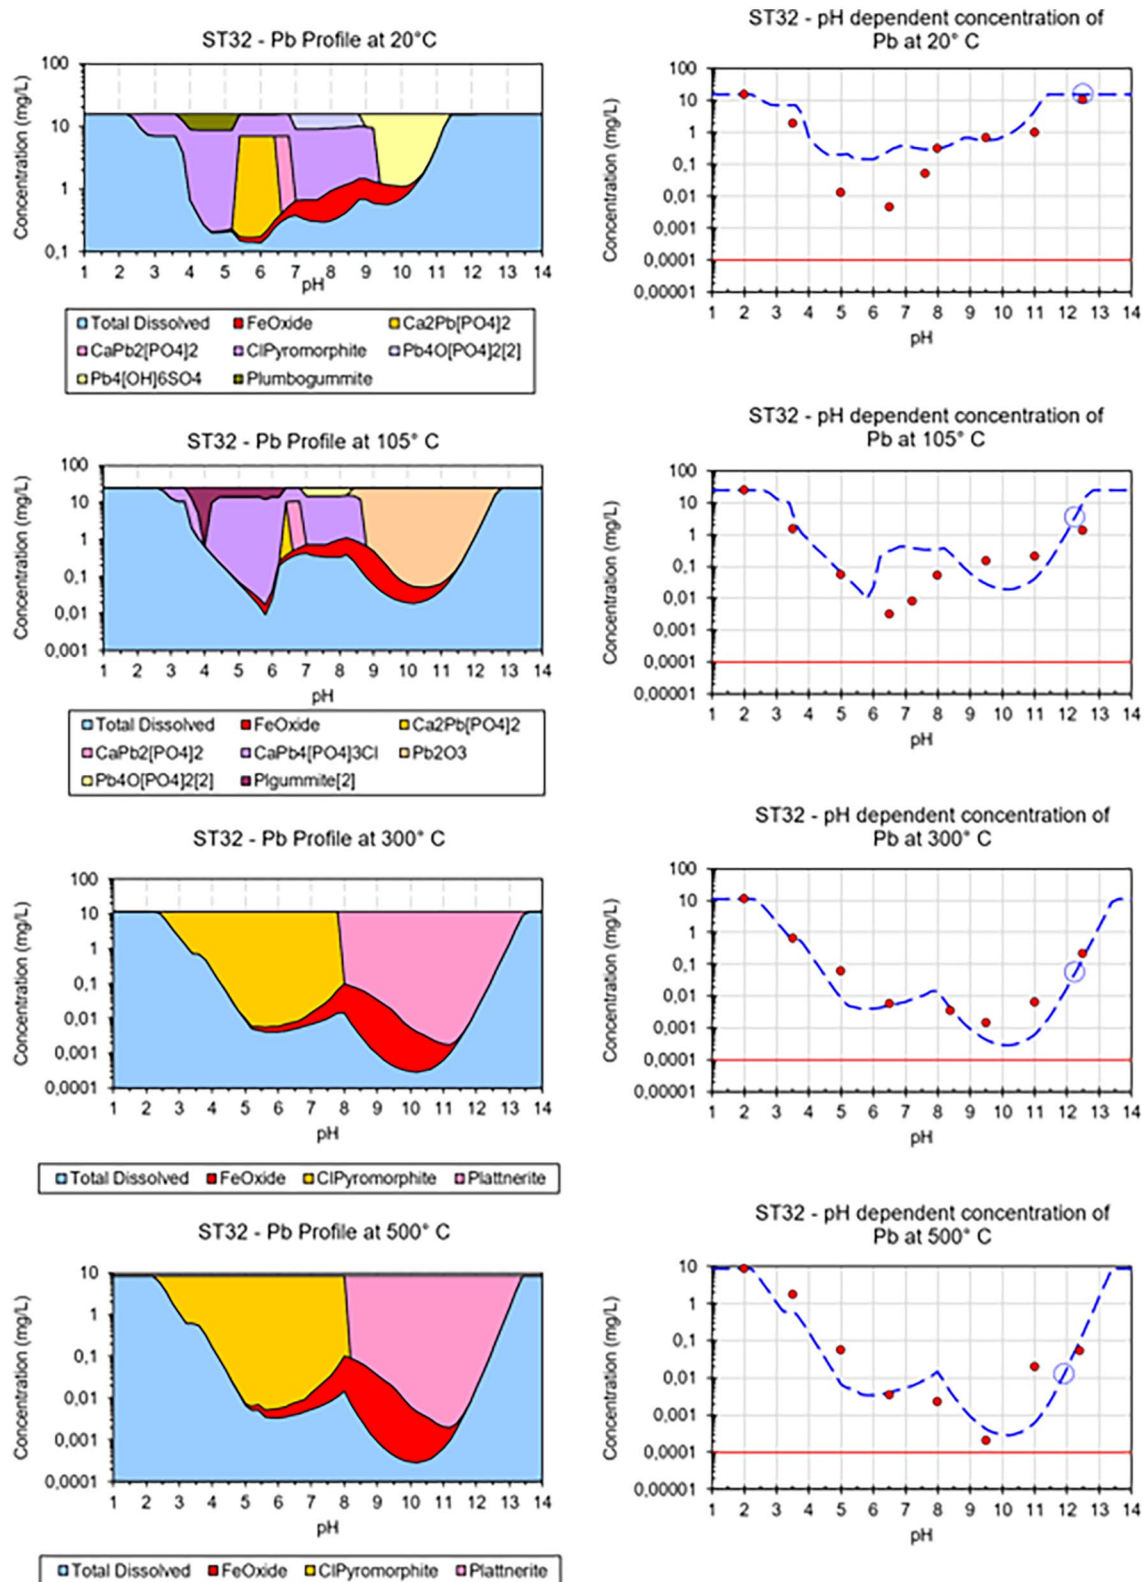 ST32 - Pb Profile at 20°C
Concentration (mg/L)
100
10
1
0,1
1 2 3 4 5 6 7 8 9 10 11 12 13 14
pH
Total Dissolved FeOxide Ca2Pb[PO4]2
CaPb2[PO4]2 ClPyromorphite Pb4O[PO4]2[2]
Pb4[OH]6SO4 Plumbogummite
ST32 - pH dependent concentration of
Pb at 20° C
Concentration (mg/L)
100
10
1
0,1
0,01
0,001
0,0001
0,00001
1 2 3 4 5 6 7 8 9 10 11 12 13 14
pH
ST32 - Pb Profile at 105° C
Concentration (mg/L)
100
10
1
0,1
0,01
0,001
1 2 3 4 5 6 7 8 9 10 11 12 13 14
pH
Total Dissolved FeOxide Ca2Pb[PO4]2
CaPb2[PO4]2 CaPb4[PO4]3Cl Pb2O3
Pb4O[PO4]2[2] Plgummite[2]
ST32 - pH dependent concentration of
Pb at 105° C
Concentration (mg/L)
100
10
1
0,1
0,01
0,001
0,0001
0,00001
1 2 3 4 5 6 7 8 9 10 11 12 13 14
pH
ST32 - Pb Profile at 300° C
Concentration (mg/L)
100
10
1
0,1
0,01
0,001
0,0001
1 2 3 4 5 6 7 8 9 10 11 12 13 14
pH
Total Dissolved FeOxide ClPyromorphite Plattnerite
ST32 - pH dependent concentration of
Pb at 300° C
Concentration (mg/L)
100
10
1
0,1
0,01
0,001
0,0001
0,00001
1 2 3 4 5 6 7 8 9 10 11 12 13 14
pH
ST32 - Pb Profile at 500° C
Concentration (mg/L)
10
1
0,1
0,01
0,001
0,0001
1 2 3 4 5 6 7 8 9 10 11 12 13 14
pH
Total Dissolved FeOxide ClPyromorphite Plattnerite
ST32 - pH dependent concentration of
Pb at 500° C
Concentration (mg/L)
10
1
0,1
0,01
0,001
0,0001
0,00001
1 2 3 4 5 6 7 8 9 10 11 12 13 14
pH